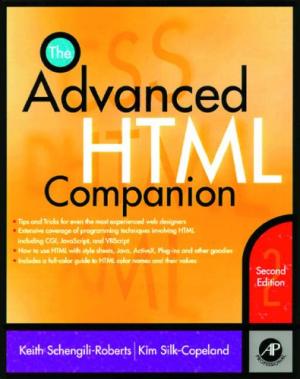 The
Advanced
HTML
Companion
• Tips and Tricks for even the most experienced web designers
• Extensive coverage of programming techniques involving HTML
including CGI, JavaScript, and VBScript
• How to use HTML with style sheets, Java, ActiveX, Plug-ins and other goodies
• Includes a full-color guide to HTML color names and their values
Second
Edition
2
Keith Schengili-Roberts | Kim Silk-Copeland
AP
PROFESSIONAL